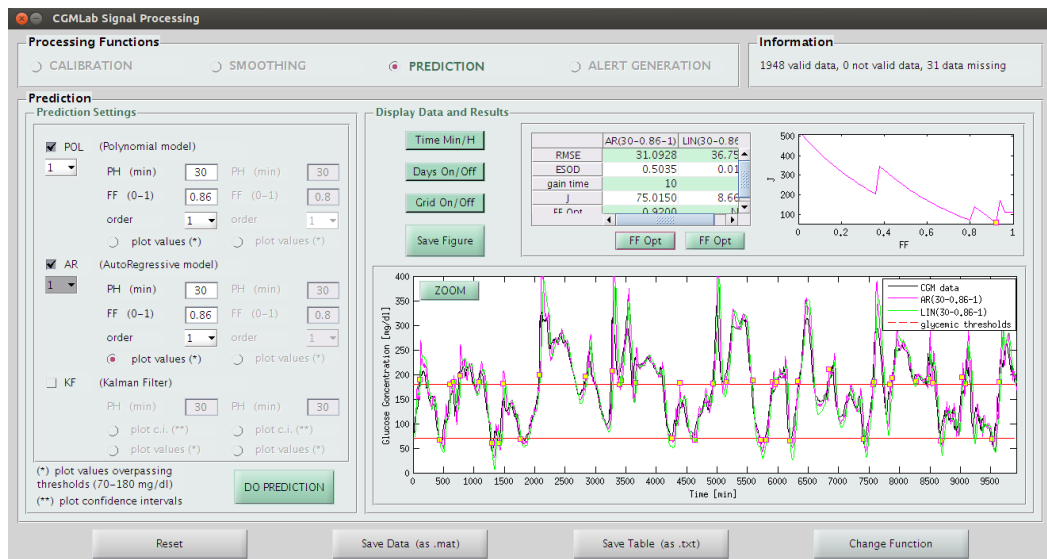 CGMLab Signal Processing
Processing Functions
CALIBRATION SMOOTHING PREDICTION ALERT GENERATION
Information
1948 valid data, 0 not valid data, 31 data missing
Prediction
Prediction Settings
POL (Polynomial model)
1
PH (min) 30 PH (min) 30
FF (0-1) 0.86 FF (0-1) 0.8
order 1 order 1
plot values (*) plot values (*)
AR (AutoRegressive model)
1
PH (min) 30 PH (min) 30
FF (0-1) 0.86 FF (0-1) 0.8
order 1 order 1
plot values (*) plot values (*)
KF (Kalman Filter)
PH (min) 30 PH (min) 30
plot c.i. (**) plot c.i. (**)
plot values (*) plot values (*)
(*) plot values overpassing
thresholds (70-180 mg/dl)
(**) plot confidence intervals
DO PREDICTION
Display Data and Results
Time Min/H
Days On/Off
Grid On/Off
Save Figure
AR(30-0.86-1) LIN(30-0.86
RMSE 31.0928 36.75
ESOD 0.5035 0.01
gain time 10
J 75.0150 8.66
FF Opt 0.9200 N
FF Opt FF Opt
500
400
300
200
100
J
0 0.2 0.4 0.6 0.8 1
FF
ZOOM
CGM data
AR(30-0.86-1)
LIN(30-0.86-1)
glycemic thresholds
Glucose Concentration [mg/dl]
400
350
300
250
200
150
100
50
0
0 500 1000 1500 2000 2500 3000 3500 4000 4500 5000 5500 6000 6500 7000 7500 8000 8500 9000 9500
Time [min]
Reset
Save Data (as .mat)
Save Table (as .txt)
Change Function